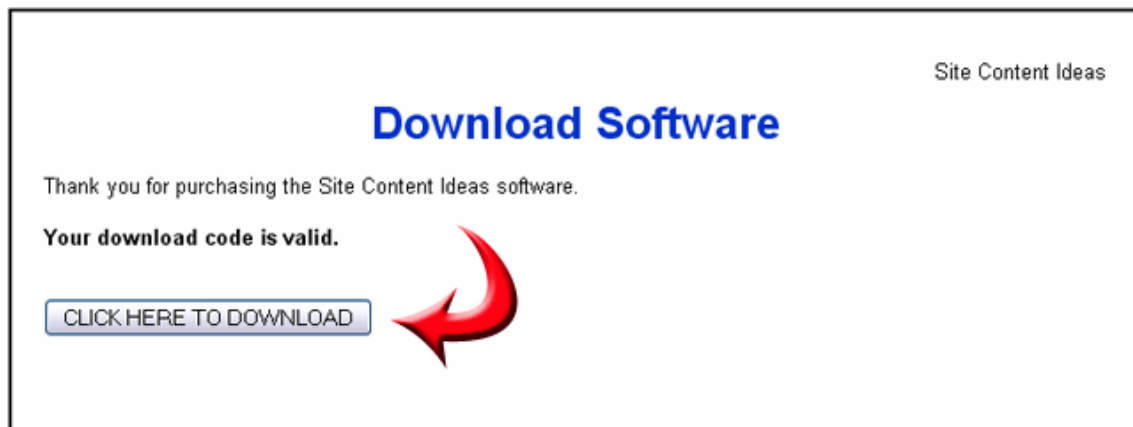 Site Content Ideas
Download Software
Thank you for purchasing the Site Content Ideas software.
Your download code is valid.
CLICK HERE TO DOWNLOAD